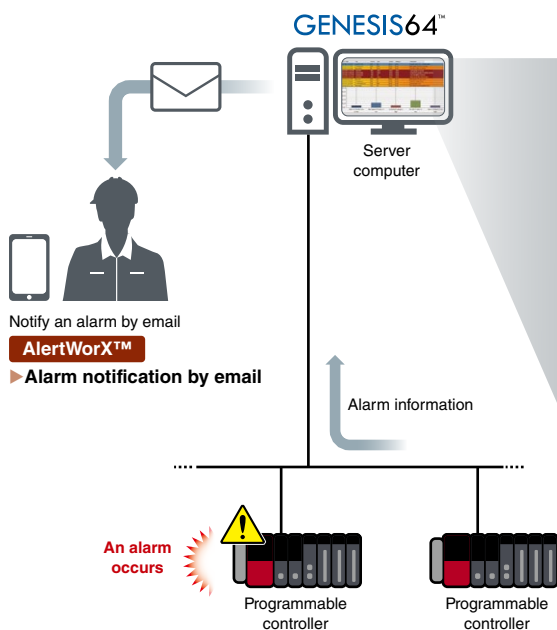 GENESIS64™
Server
computer
Notify an alarm by email
AlertWorX™
▶Alarm notification by email
Alarm information
An alarm
occurs
Programmable
controller
Programmable
controller